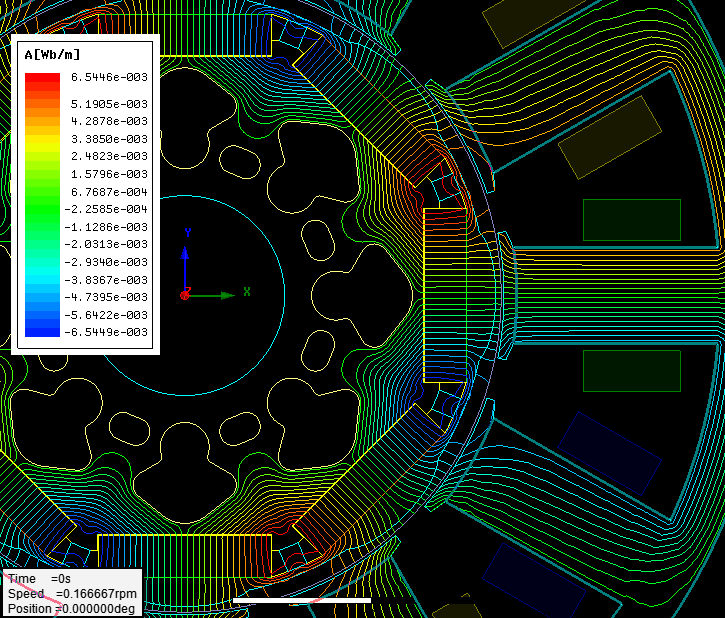 A[Wb/m]
6.5446e-003
5.1905e-003
4.2878e-003
3.3850e-003
2.4823e-003
1.5796e-003
6.7687e-004
-2.2585e-004
-1.1286e-003
-2.0313e-003
-2.9340e-003
-3.8367e-003
-4.7395e-003
-5.6422e-003
-6.5449e-003
Y
Z
X
Time =0s
Speed =0.166667rpm
Position =0.000000deg